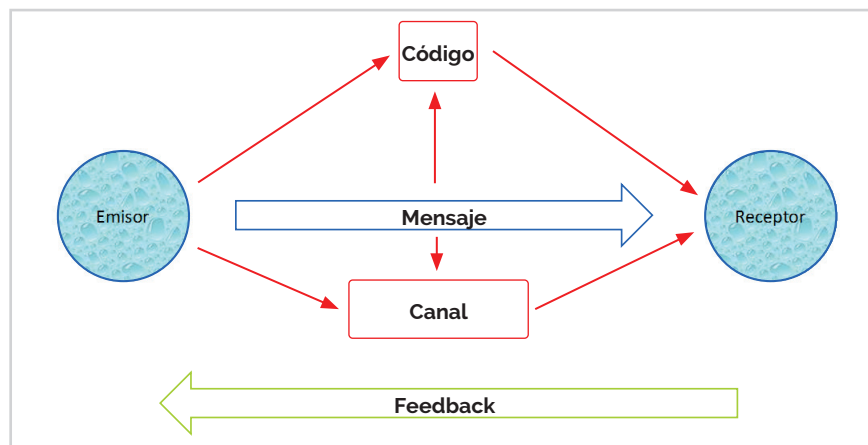 Código
Emisor
Mensaje
Receptor
Canal
Feedback